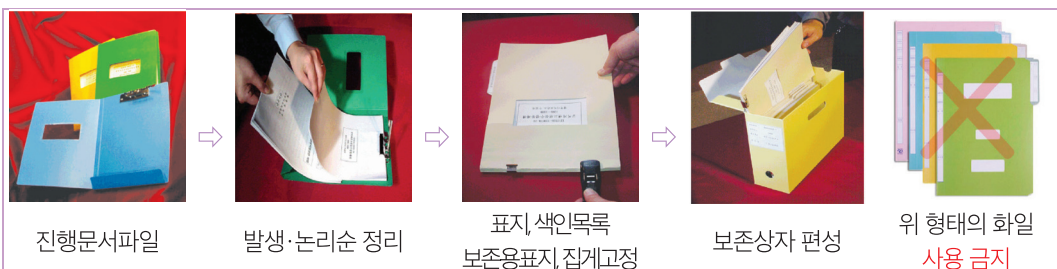 진행문서파일
발생·논리순 정리
표지, 색인목록
보존용표지, 집게고정
보존상자 편성
위 형태의 화일
사용 금지